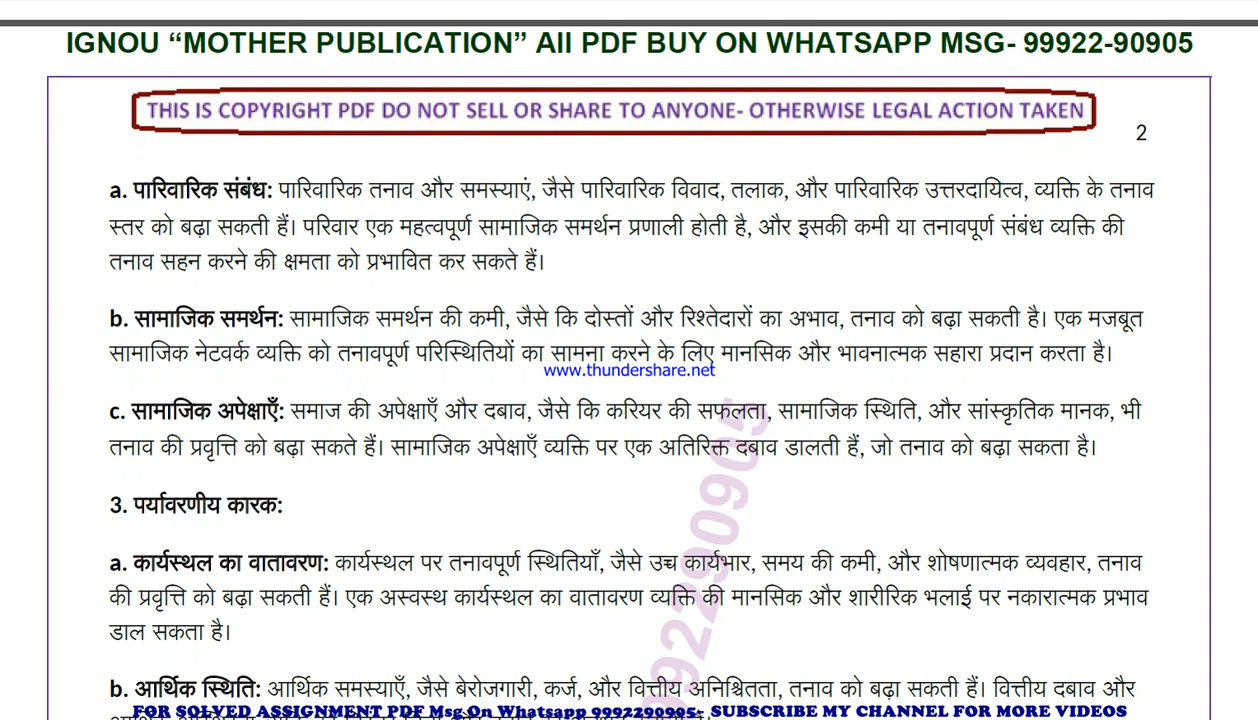 IGNOU “MOTHER PUBLICATION” All PDF BUY ON WHATSAPP MSG- 99922-90905
THIS IS COPYRIGHT PDF DO NOT SELL OR SHARE TO ANYONE- OTHERWISE LEGAL ACTION TAKEN
2
a. पारिवारिक संबंध: पारिवारिक तनाव और समस्याएं, जैसे पारिवारिक विवाद, तलाक, और पारिवारिक उत्तरदायित्व, व्यक्ति के तनाव
स्तर को बढ़ा सकती हैं। परिवार एक महत्वपूर्ण सामाजिक समर्थन प्रणाली होती है, और इसकी कमी या तनावपूर्ण संबंध व्यक्ति की
तनाव सहन करने की क्षमता को प्रभावित कर सकते हैं।
b. सामाजिक समर्थन: सामाजिक समर्थन की कमी, जैसे कि दोस्तों और रिश्तेदारों का अभाव, तनाव को बढ़ा सकती है। एक मजबूत
सामाजिक नेटवर्क व्यक्ति को तनावपूर्ण परिस्थितियों का सामना करने के लिए मानसिक और भावनात्मक सहारा प्रदान करता है।
www.thundershare.net
c. सामाजिक अपेक्षाएँ: समाज की अपेक्षाएँ और दबाव, जैसे कि करियर की सफलता, सामाजिक स्थिति, और सांस्कृतिक मानक, भी
तनाव की प्रवृत्ति को बढ़ा सकते हैं। सामाजिक अपेक्षाएँ व्यक्ति पर एक अतिरिक्त दबाव डालती हैं, जो तनाव को बढ़ा सकता है।
3. पर्यावरणीय कारक:
a. कार्यस्थल का वातावरण: कार्यस्थल पर तनावपूर्ण स्थितियाँ, जैसे उच्च कार्यभार, समय की कमी, और शोषणात्मक व्यवहार, तनाव
की प्रवृत्ति को बढ़ा सकती हैं। एक अस्वस्थ कार्यस्थल का वातावरण व्यक्ति की मानसिक और शारीरिक भलाई पर नकारात्मक प्रभाव
डाल सकता है।
b. आर्थिक स्थिति: आर्थिक समस्याएँ, जैसे बेरोजगारी, कर्ज, और वित्तीय अनिश्चितता, तनाव को बढ़ा सकती हैं। वित्तीय दबाव और
FOR SOLVED ASSIGNMENT PDF Msg On Whatsapp 9992290905- SUBSCRIBE MY CHANNEL FOR MORE VIDEOS